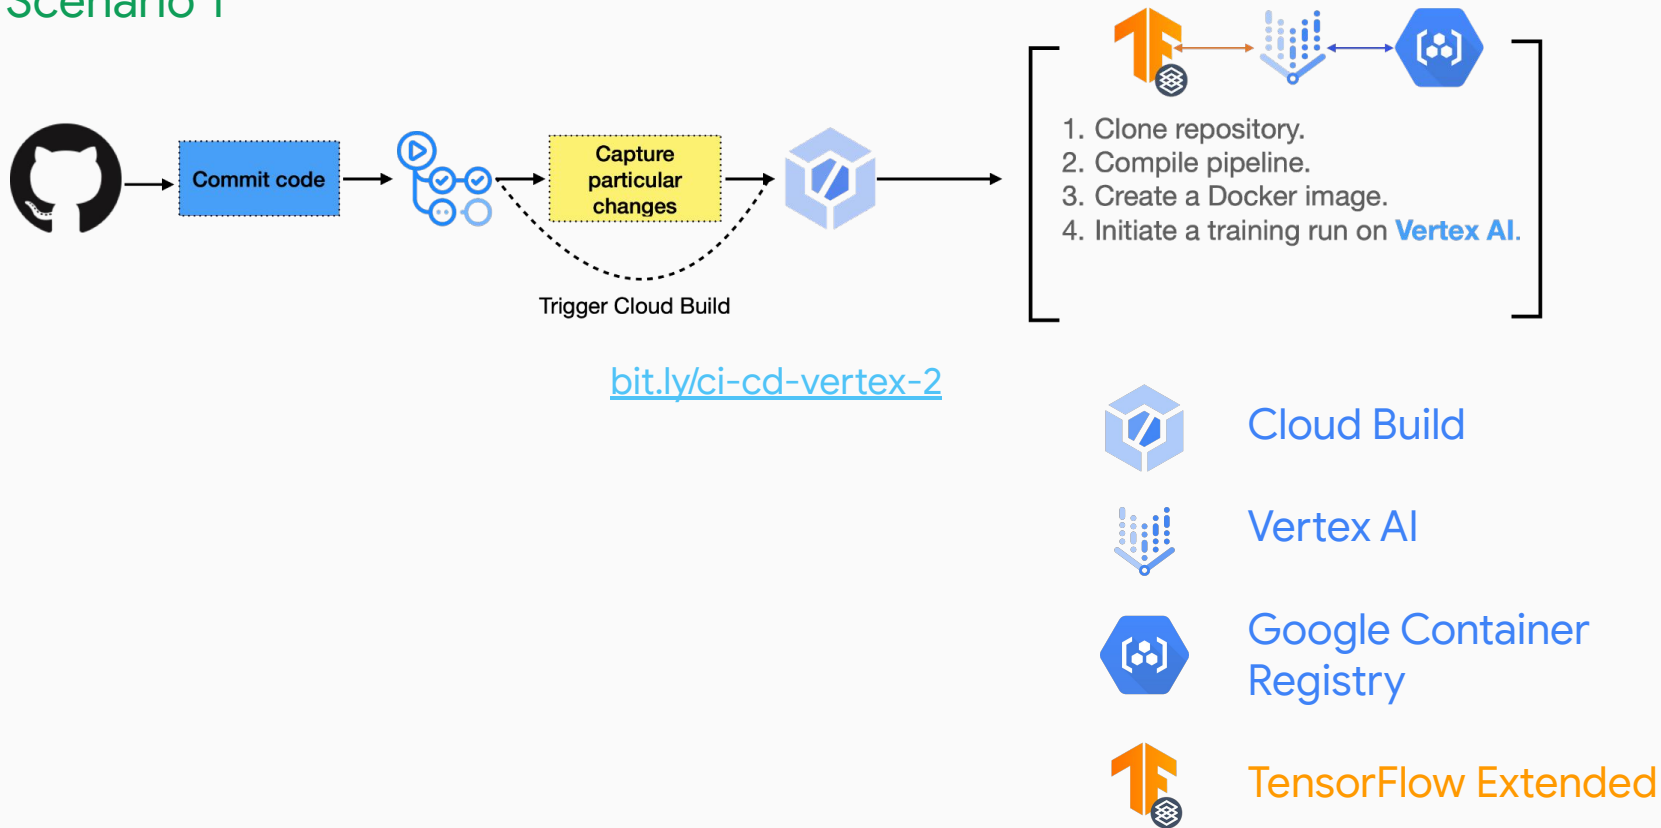 Scenario 1
Commit code
Capture
particular
changes
Trigger Cloud Build
1. Clone repository.
2. Compile pipeline.
3. Create a Docker image.
4. Initiate a training run on Vertex AI.
bit.ly/ci-cd-vertex-2
Cloud Build
Vertex AI
Google Container
Registry
TensorFlow Extended